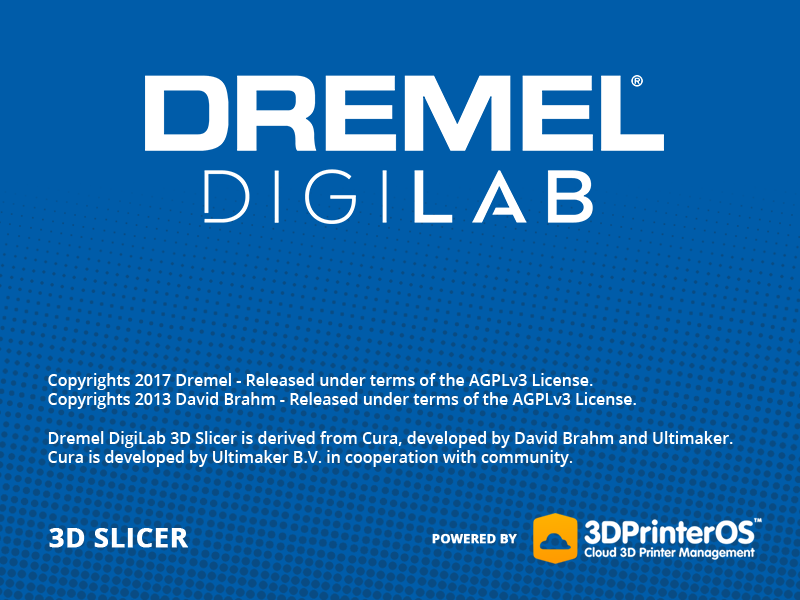 DREMEL®
DIGILAB
Copyrights 2017 Dremel - Released under terms of the AGPLv3 License.
Copyrights 2013 David Brahm - Released under terms of the AGPLv3 License.
Dremel DigiLab 3D Slicer is derived from Cura, developed by David Brahm and Ultimaker.
Cura is developed by Ultimaker B.V. in cooperation with community.
3D SLICER
POWERED BY
3DPrinterOS™
Cloud 3D Printer Management